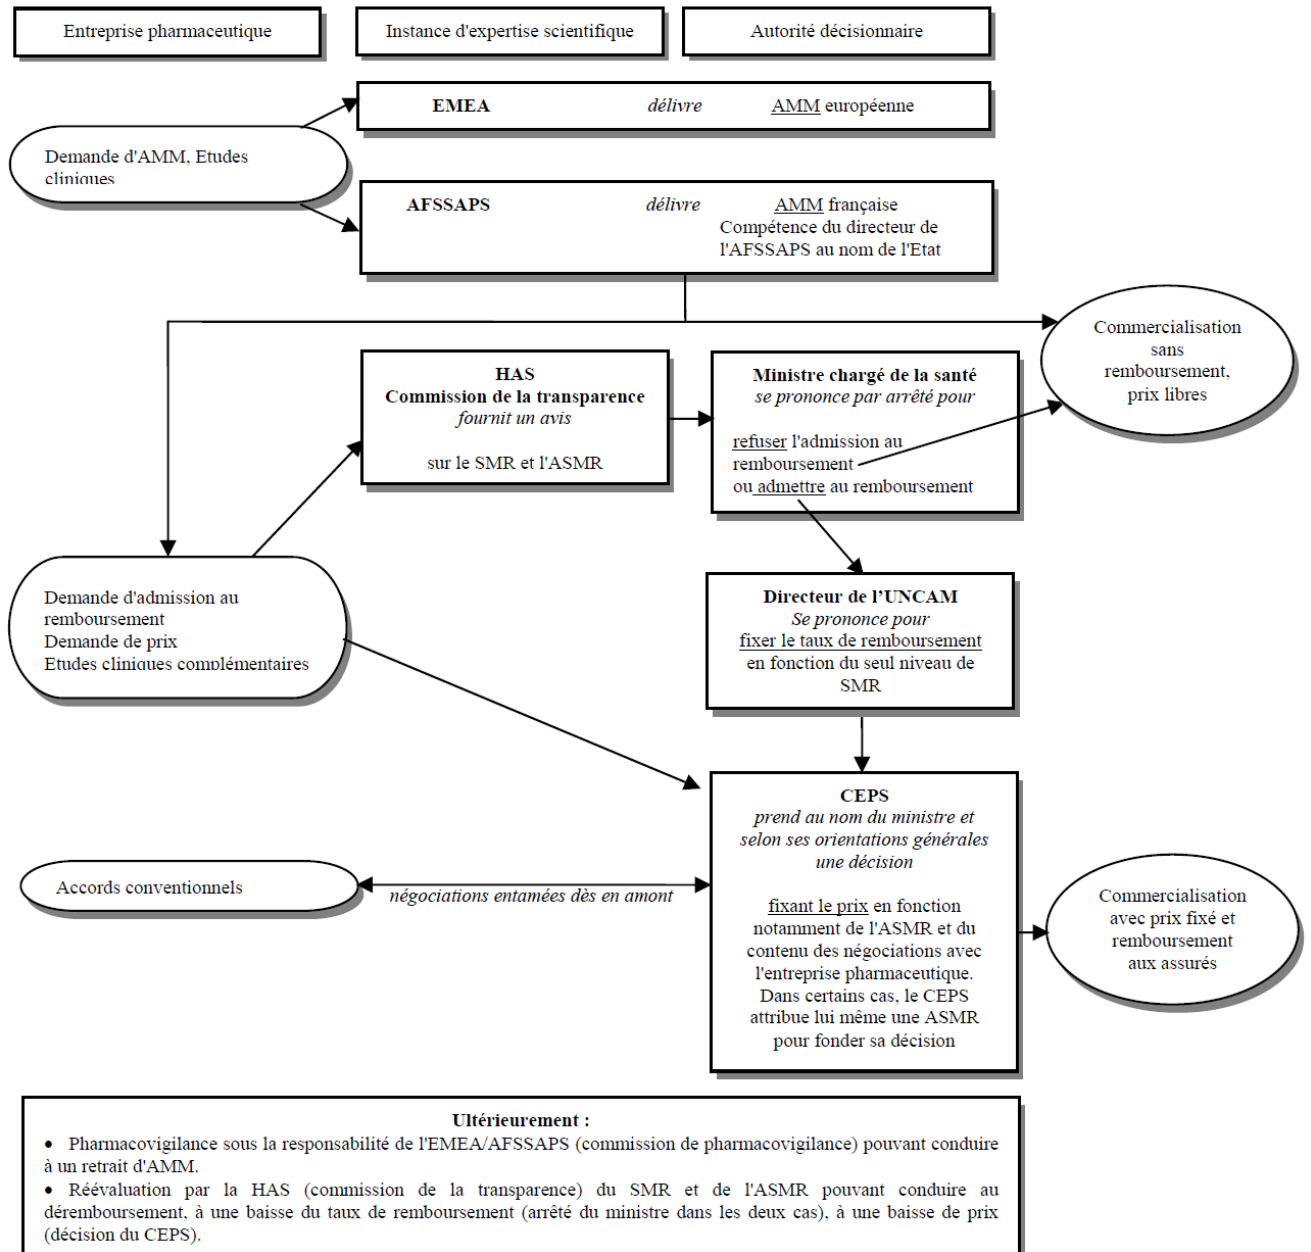 Entreprise pharmaceutique
Instance d'expertise scientifique
Autorité décisionnaire
EMEA délivre AMM européenne
Demande d'AMM, Etudes
cliniques
AFSSAPS délivre AMM française
Compétence du directeur de
l'AFSSAPS au nom de l'Etat
Commercialisation
sans
remboursement,
prix libres
HAS
Commission de la transparence
fournit un avis
sur le SMR et l'ASMR
Ministre chargé de la santé
se prononce par arrêté pour
refuser l'admission au
remboursement
ou admettre au remboursement
Demande d'admission au
remboursement
Demande de prix
Etudes cliniques complémentaires
Directeur de l'UNCAM
Se prononce pour
fixer le taux de remboursement
en fonction du seul niveau de
SMR
CEPS
prend au nom du ministre et
selon ses orientations générales
une décision
fixant le prix en fonction
notamment de l'ASMR et du
contenu des négociations avec
l'entreprise pharmaceutique.
Dans certains cas, le CEPS
attribue lui même une ASMR
pour fonder sa décision
Accords conventionnels
négociations entamées dès en amont
Commercialisation
avec prix fixé et
remboursement
aux assurés
Ultérieurement :
• Pharmacovigilance sous la responsabilité de l'EMEA/AFSSAPS (commission de pharmacovigilance) pouvant conduire
à un retrait d'AMM.
• Réévaluation par la HAS (commission de la transparence) du SMR et de l'ASMR pouvant conduire au
déremboursement, à une baisse du taux de remboursement (arrêté du ministre dans les deux cas), à une baisse de prix
(décision du CEPS).